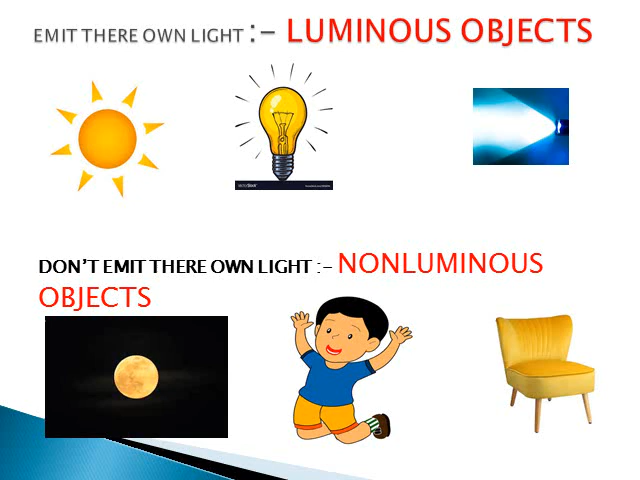 EMIT THERE OWN LIGHT :- LUMINOUS OBJECTS
DON'T EMIT THERE OWN LIGHT :- NONLUMINOUS
OBJECTS